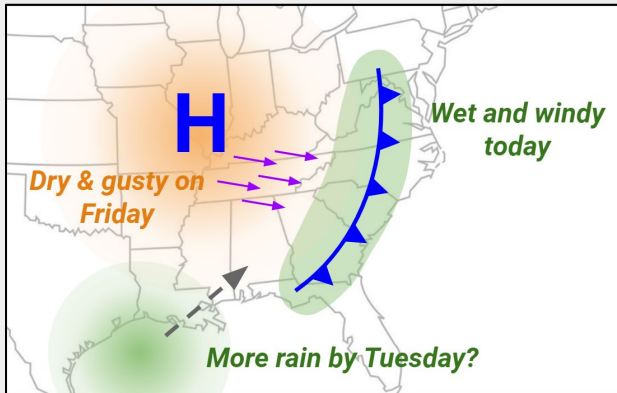 H
Wet and windy
today
Dry & gusty on
Friday
More rain by Tuesday?